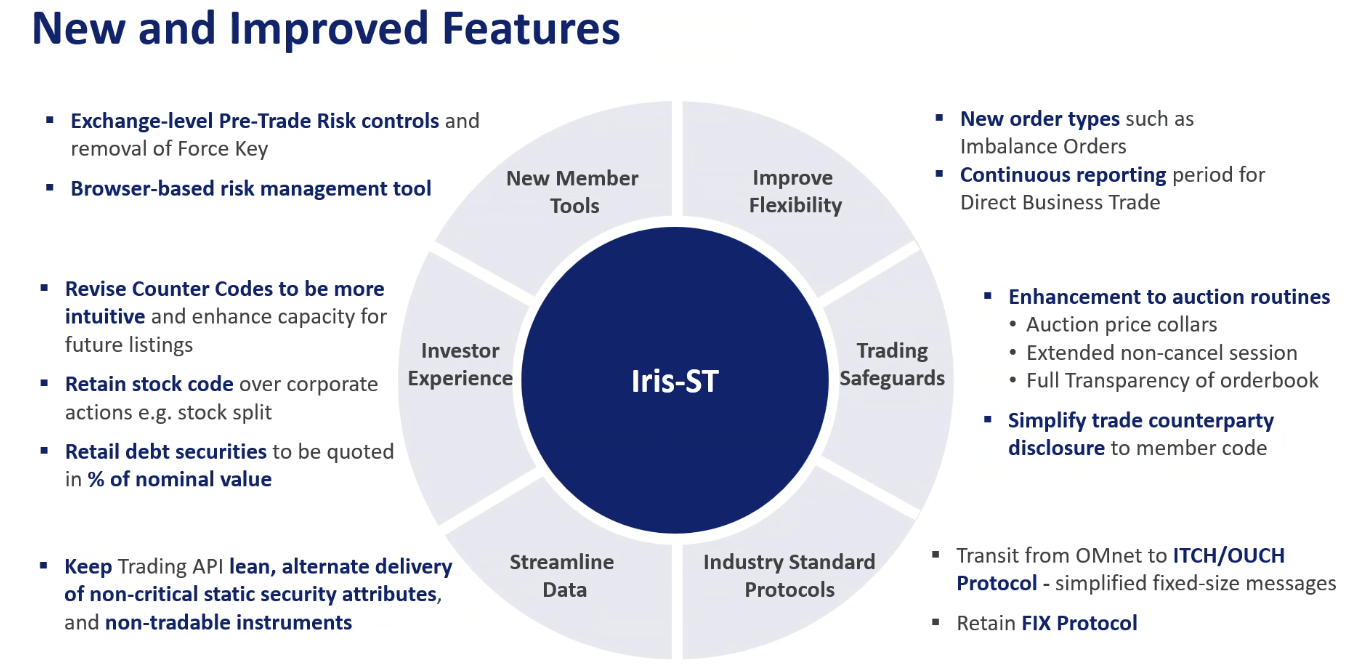 New and Improved Features
▪ Exchange-level Pre-Trade Risk controls and
removal of Force Key
▪ Browser-based risk management tool
▪ Revise Counter Codes to be more
intuitive and enhance capacity for
future listings
▪ Retain stock code over corporate
actions e.g. stock split
▪ Retail debt securities to be quoted
in % of nominal value
▪ Keep Trading API lean, alternate delivery
of non-critical static security attributes,
and non-tradable instruments
New Member
Tools
Improve
Flexibility
Investor
Experience
Iris-ST
Trading
Safeguards
Streamline
Data
Industry Standard
Protocols
▪ New order types such as
Imbalance Orders
▪ Continuous reporting period for
Direct Business Trade
▪ Enhancement to auction routines
• Auction price collars
• Extended non-cancel session
• Full Transparency of orderbook
▪ Simplify trade counterparty
disclosure to member code
▪ Transit from OMnet to ITCH/OUCH
Protocol - simplified fixed-size messages
▪ Retain FIX Protocol